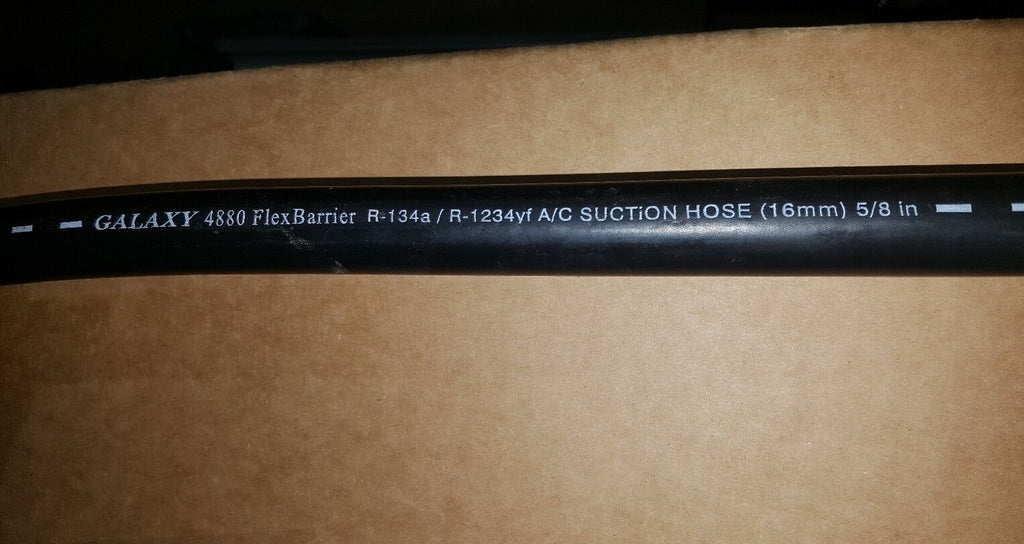 GALAXY 4880 FlexBarrier R-134a / R-1234yf A/C SUCTiON HOSE (16mm) 5/8 in